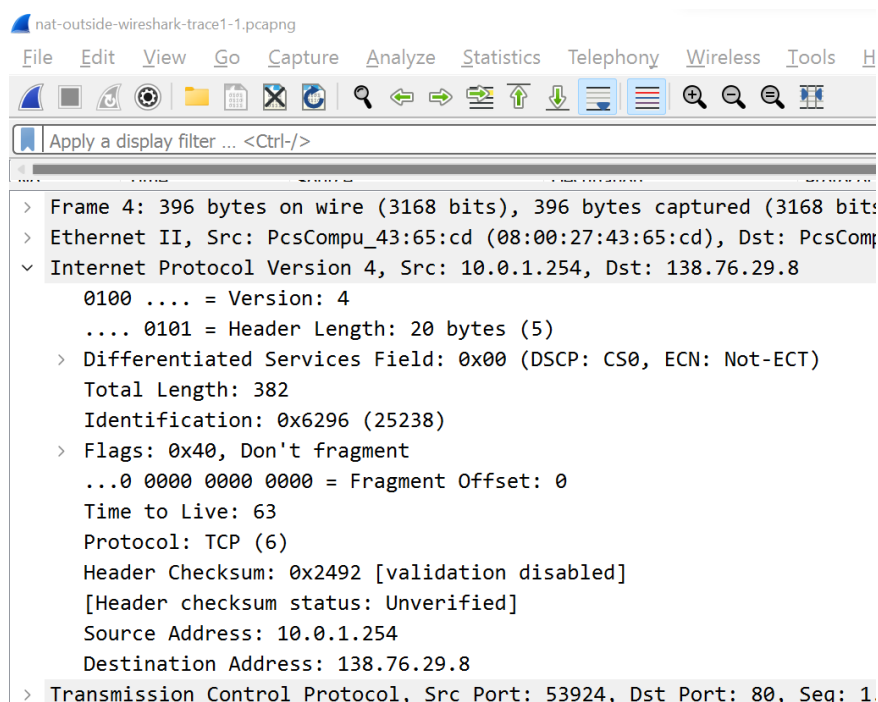 nat-outside-wireshark-trace1-1.pcapng
File Edit View Go Capture Analyze Statistics Telephony Wireless Tools H
Apply a display filter ... <Ctrl-/>
Frame 4: 396 bytes on wire (3168 bits), 396 bytes captured (3168 bits
Ethernet II, Src: PcsCompu_43:65:cd (08:00:27:43:65:cd), Dst: PcsComp
Internet Protocol Version 4, Src: 10.0.1.254, Dst: 138.76.29.8
0100 .... = Version: 4
.... 0101 = Header Length: 20 bytes (5)
Differentiated Services Field: 0x00 (DSCP: CS0, ECN: Not-ECT)
Total Length: 382
Identification: 0x6296 (25238)
Flags: 0x40, Don't fragment
...0 0000 0000 0000 = Fragment Offset: 0
Time to Live: 63
Protocol: TCP (6)
Header Checksum: 0x2492 [validation disabled]
[Header checksum status: Unverified]
Source Address: 10.0.1.254
Destination Address: 138.76.29.8
Transmission Control Protocol, Src Port: 53924, Dst Port: 80, Seq: 1